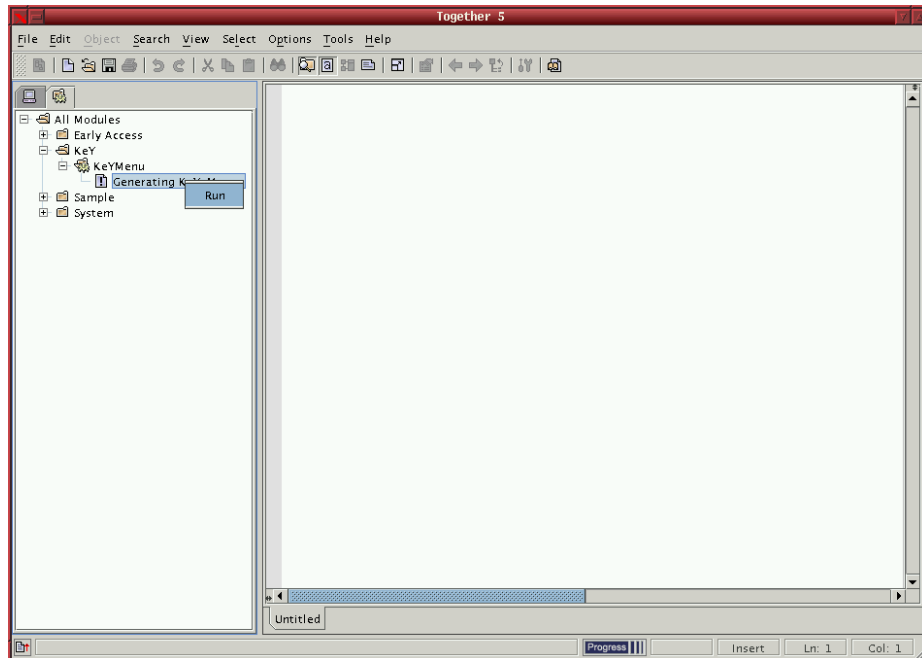 Together 5
File Edit Object Search View Select Options Tools Help
a
All Modules
Early Access
KeY
KeYMenu
Generating
Run
Sample
System
Untitled
Progress
Insert
Ln: 1
Col: 1